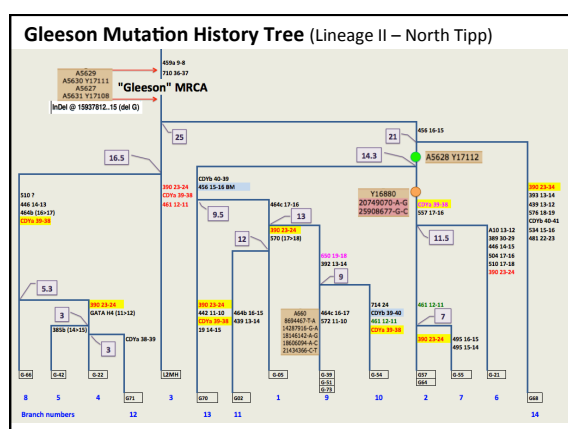 Gleeson Mutation History Tree (Lineage II – North Tipp)
459a 9-8
710 36-37
A5629
A5630 Y17111
A5627
A5631 Y17108
"Gleeson" MRCA
InDel @ 15937812..15 (del G)
25
21
456 16-15
14.3
A5628 Y17112
16.5
390 23-24
CDYa 39-38
461 12-11
CDYb 40-39
456 15-16 BM
Y16880
20749070-A-G
25908677-G-C
390 23-34
393 13-14
439 13-12
576 18-19
CDYb 40-41
534 15-16
481 22-23
510 ?
446 14-13
464b (16>17)
CDYa 39-38
9.5
464c 17-16
13
390 23-24
570 (17>18)
CDYa 39-38
557 17-16
11.5
A10 13-12
389 30-29
446 14-15
504 17-16
510 17-18
390 23-24
12
650 19-18
392 13-14
9
5.3
3
390 23-24
GATA H4 (11>12)
385b (14>15)
3
CDYa 38-39
390 23-24
442 11-10
CDYa 39-38
19 14-15
464b 16-15
439 13-14
A660
8694467-T-A
14287916-G-A
18146142-A-G
18606094-A-C
21434366-C-T
464c 16-17
572 11-10
714 24
CDYb 39-40
461 12-11
CDYa 39-38
461 12-11
7
390 23-24
495 16-15
495 15-14
G-66
G-42
G-22
G71
L2MH
G70
G02
G-05
G-39
G-51
G-73
G-54
G57
G64
G-55
G-21
G68
8
5
4
12
3
13
11
1
9
10
2
7
6
14
Branch numbers